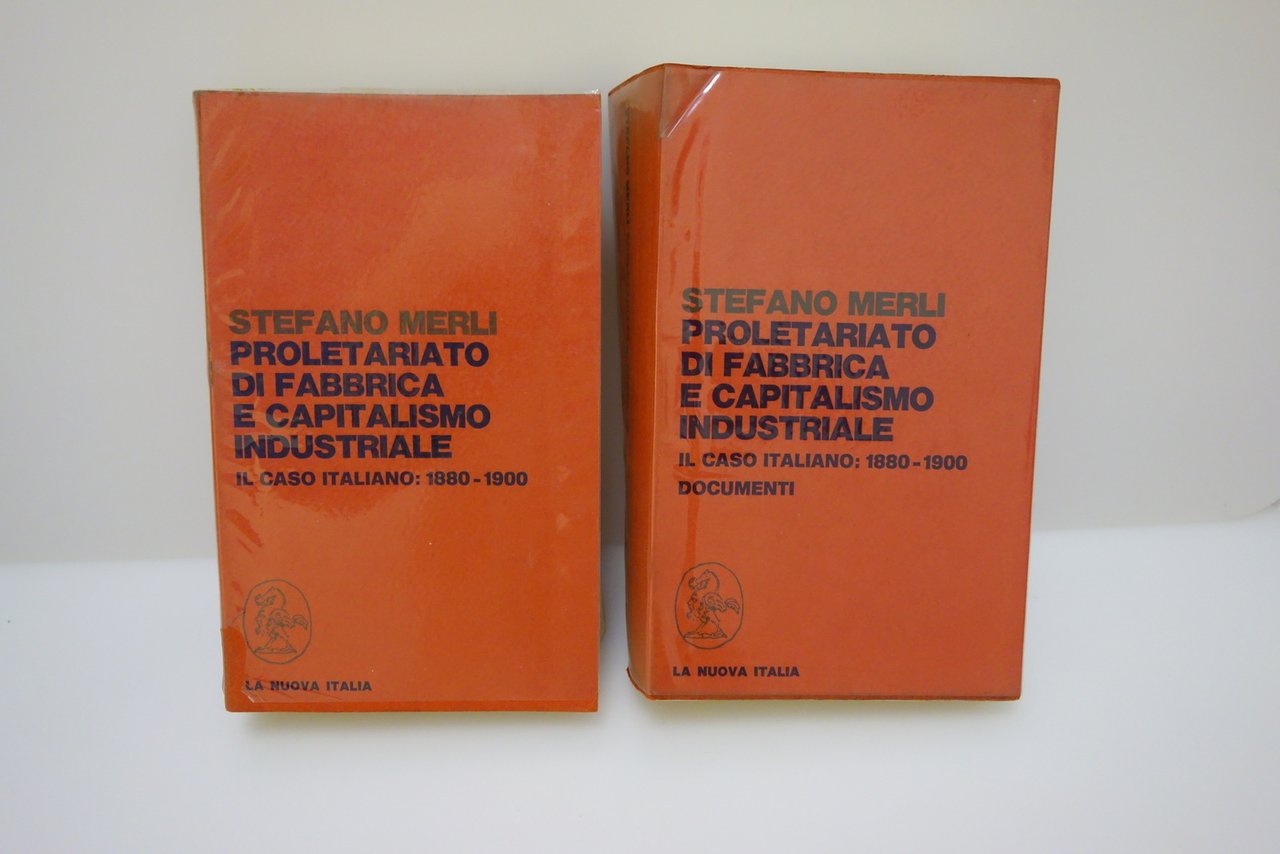 STEFANO MERLI
PROLETARIATO
DI FABBRICA
E CAPITALISMO
INDUSTRIALE
IL CASO ITALIANO: 1880-1900
LA NUOVA ITALIA
STEFANO MERLI
PROLETARIATO
DI FABBRICA
E CAPITALISMO
INDUSTRIALE
IL CASO ITALIANO: 1880-1900
DOCUMENTI
LA NUOVA ITALIA